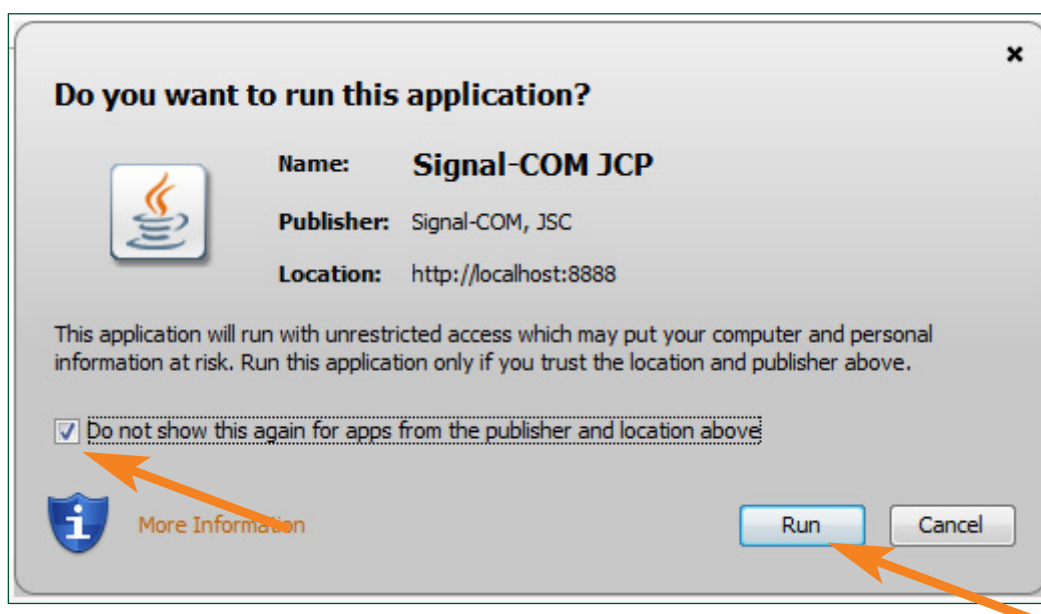 Do you want to run this application?
Name: Signal-COM JCP
Publisher: Signal-COM, JSC
Location: http://localhost:8888
This application will run with unrestricted access which may put your computer and personal
information at risk. Run this application only if you trust the location and publisher above.
Do not show this again for apps from the publisher and location above
More Information
Run Cancel